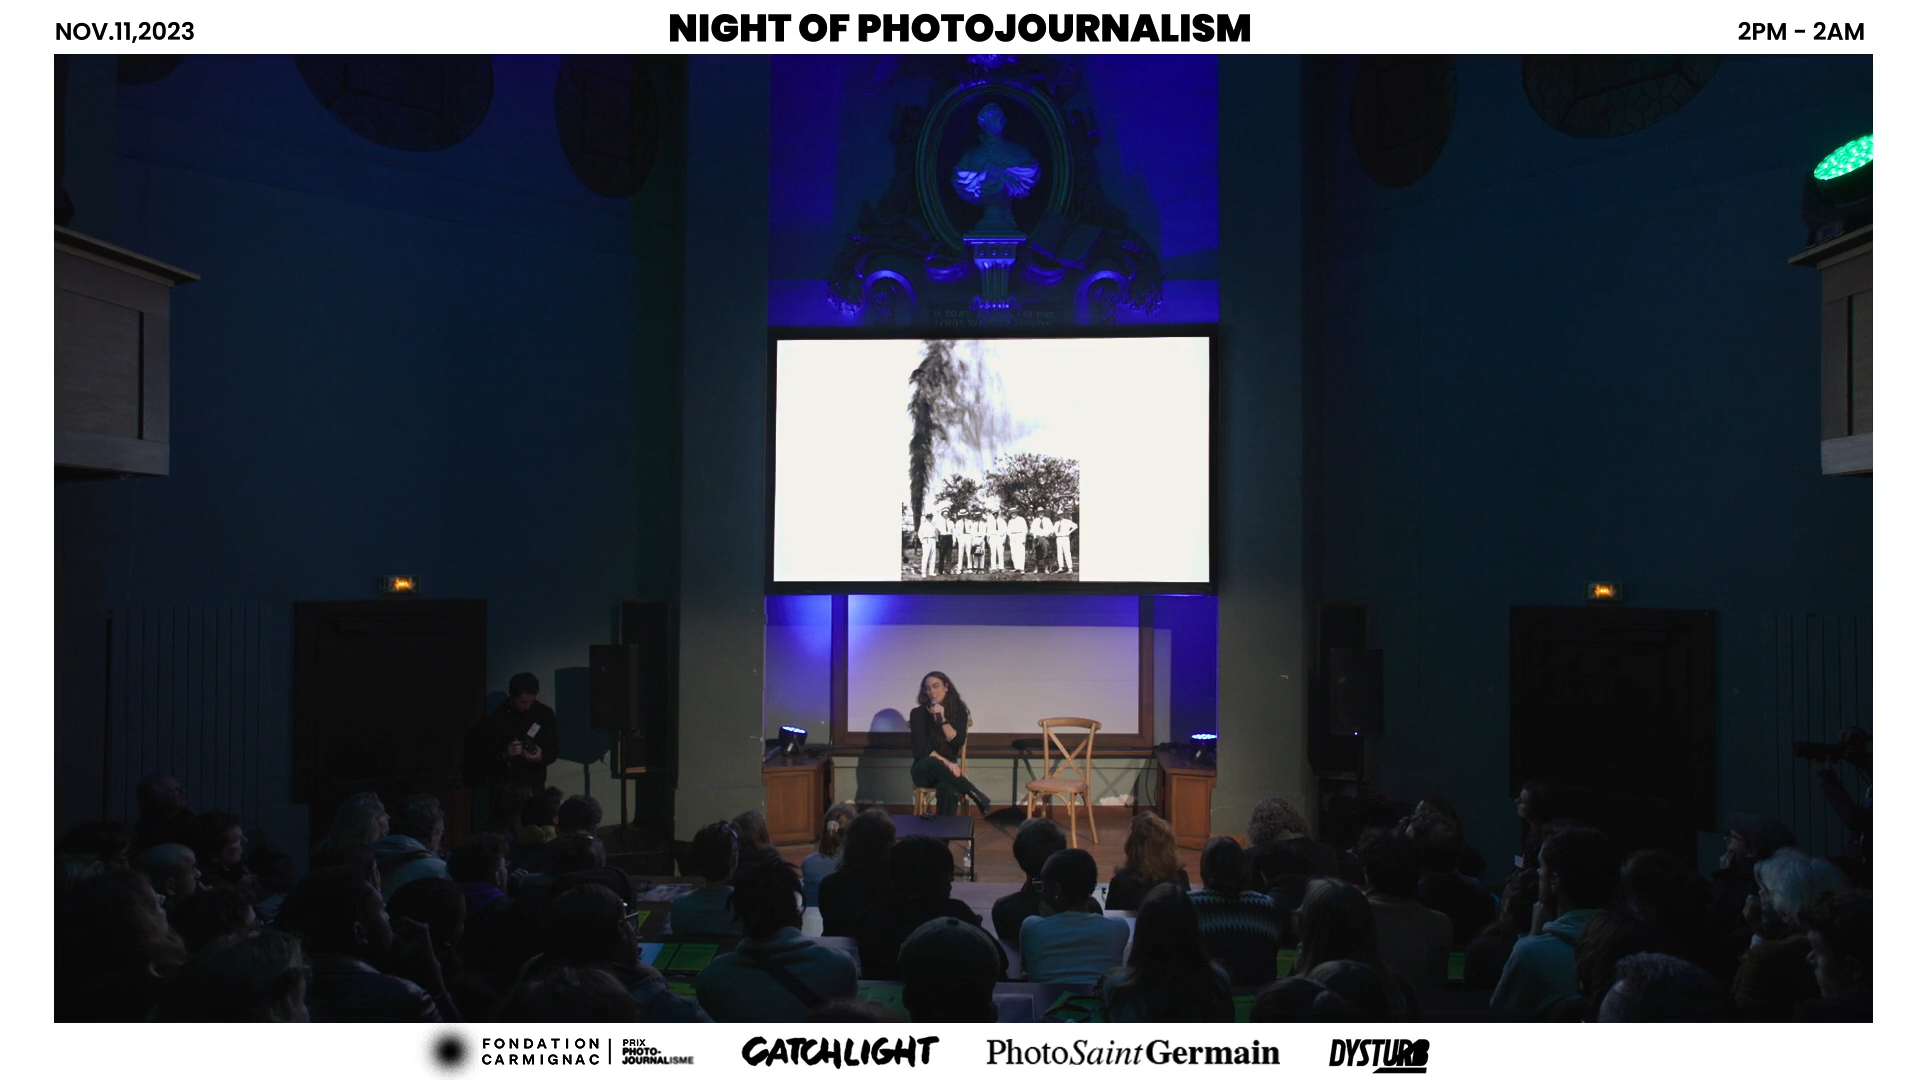 NOV.11,2023
NIGHT OF PHOTOJOURNALISM
2PM - 2AM
FONDATION
CARMIGNAC
PRIX
PHOTO-
JOURNALISME
CATCHLIGHT
PhotoSaintGermain
DYSTURB